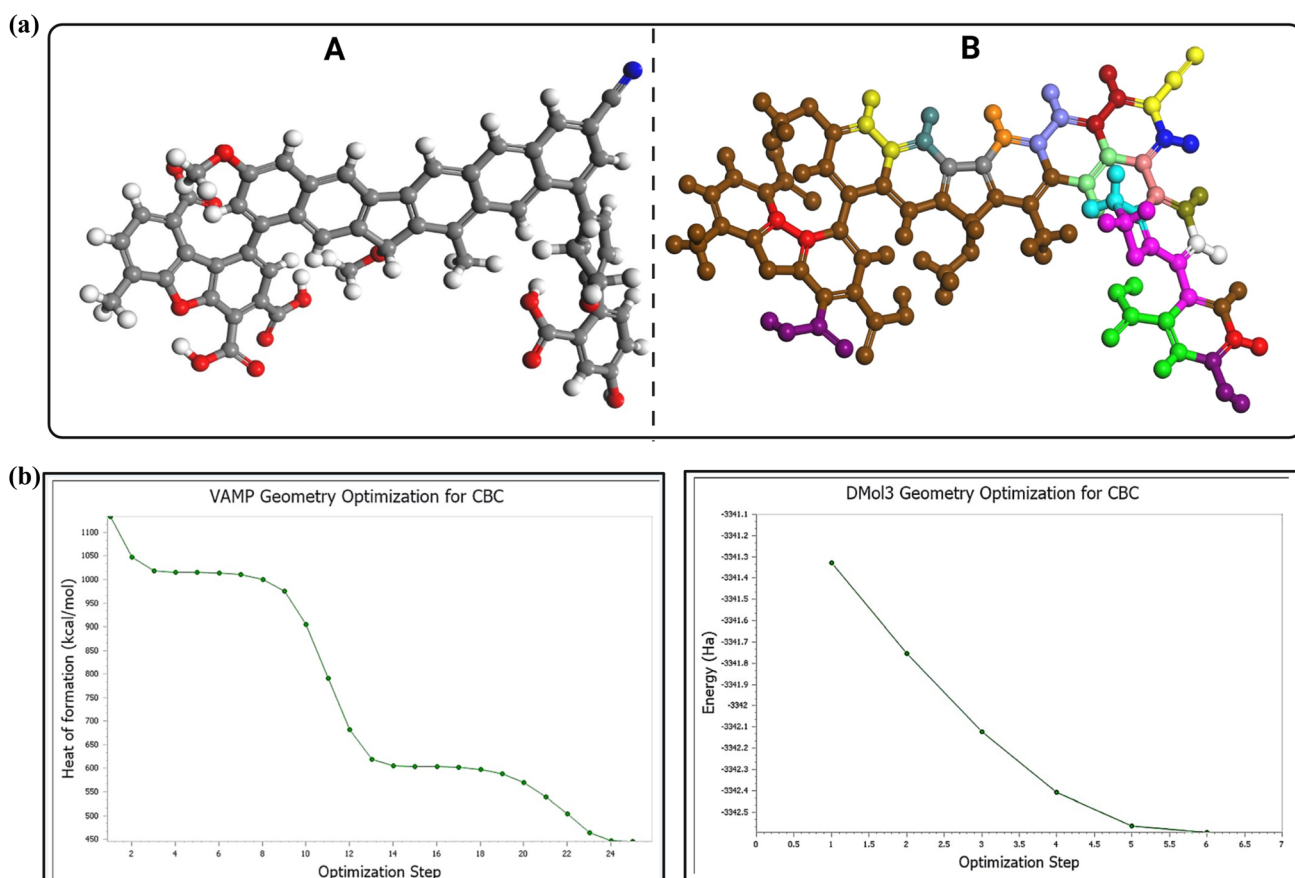 (a)
A
B
(b)
VAMP Geometry Optimization for CBC
Heat of formation (kcal/mol)
1100
1050
1000
950
900
850
800
750
700
650
600
550
500
450
2 4 6 8 10 12 14 16 18 20 22 24
Optimization Step
DMol3 Geometry Optimization for CBC
Energy (Ha)
-3341.1
-3341.2
-3341.3
-3341.4
-3341.6
-3341.7
-3341.8
-3341.9
-3342
-3342.1
-3342.2
-3342.3
-3342.4
-3342.5
0 0.5 1 1.5 2 2.5 3 3.5 4 4.5 5 5.5 6 6.5 7
Optimization Step